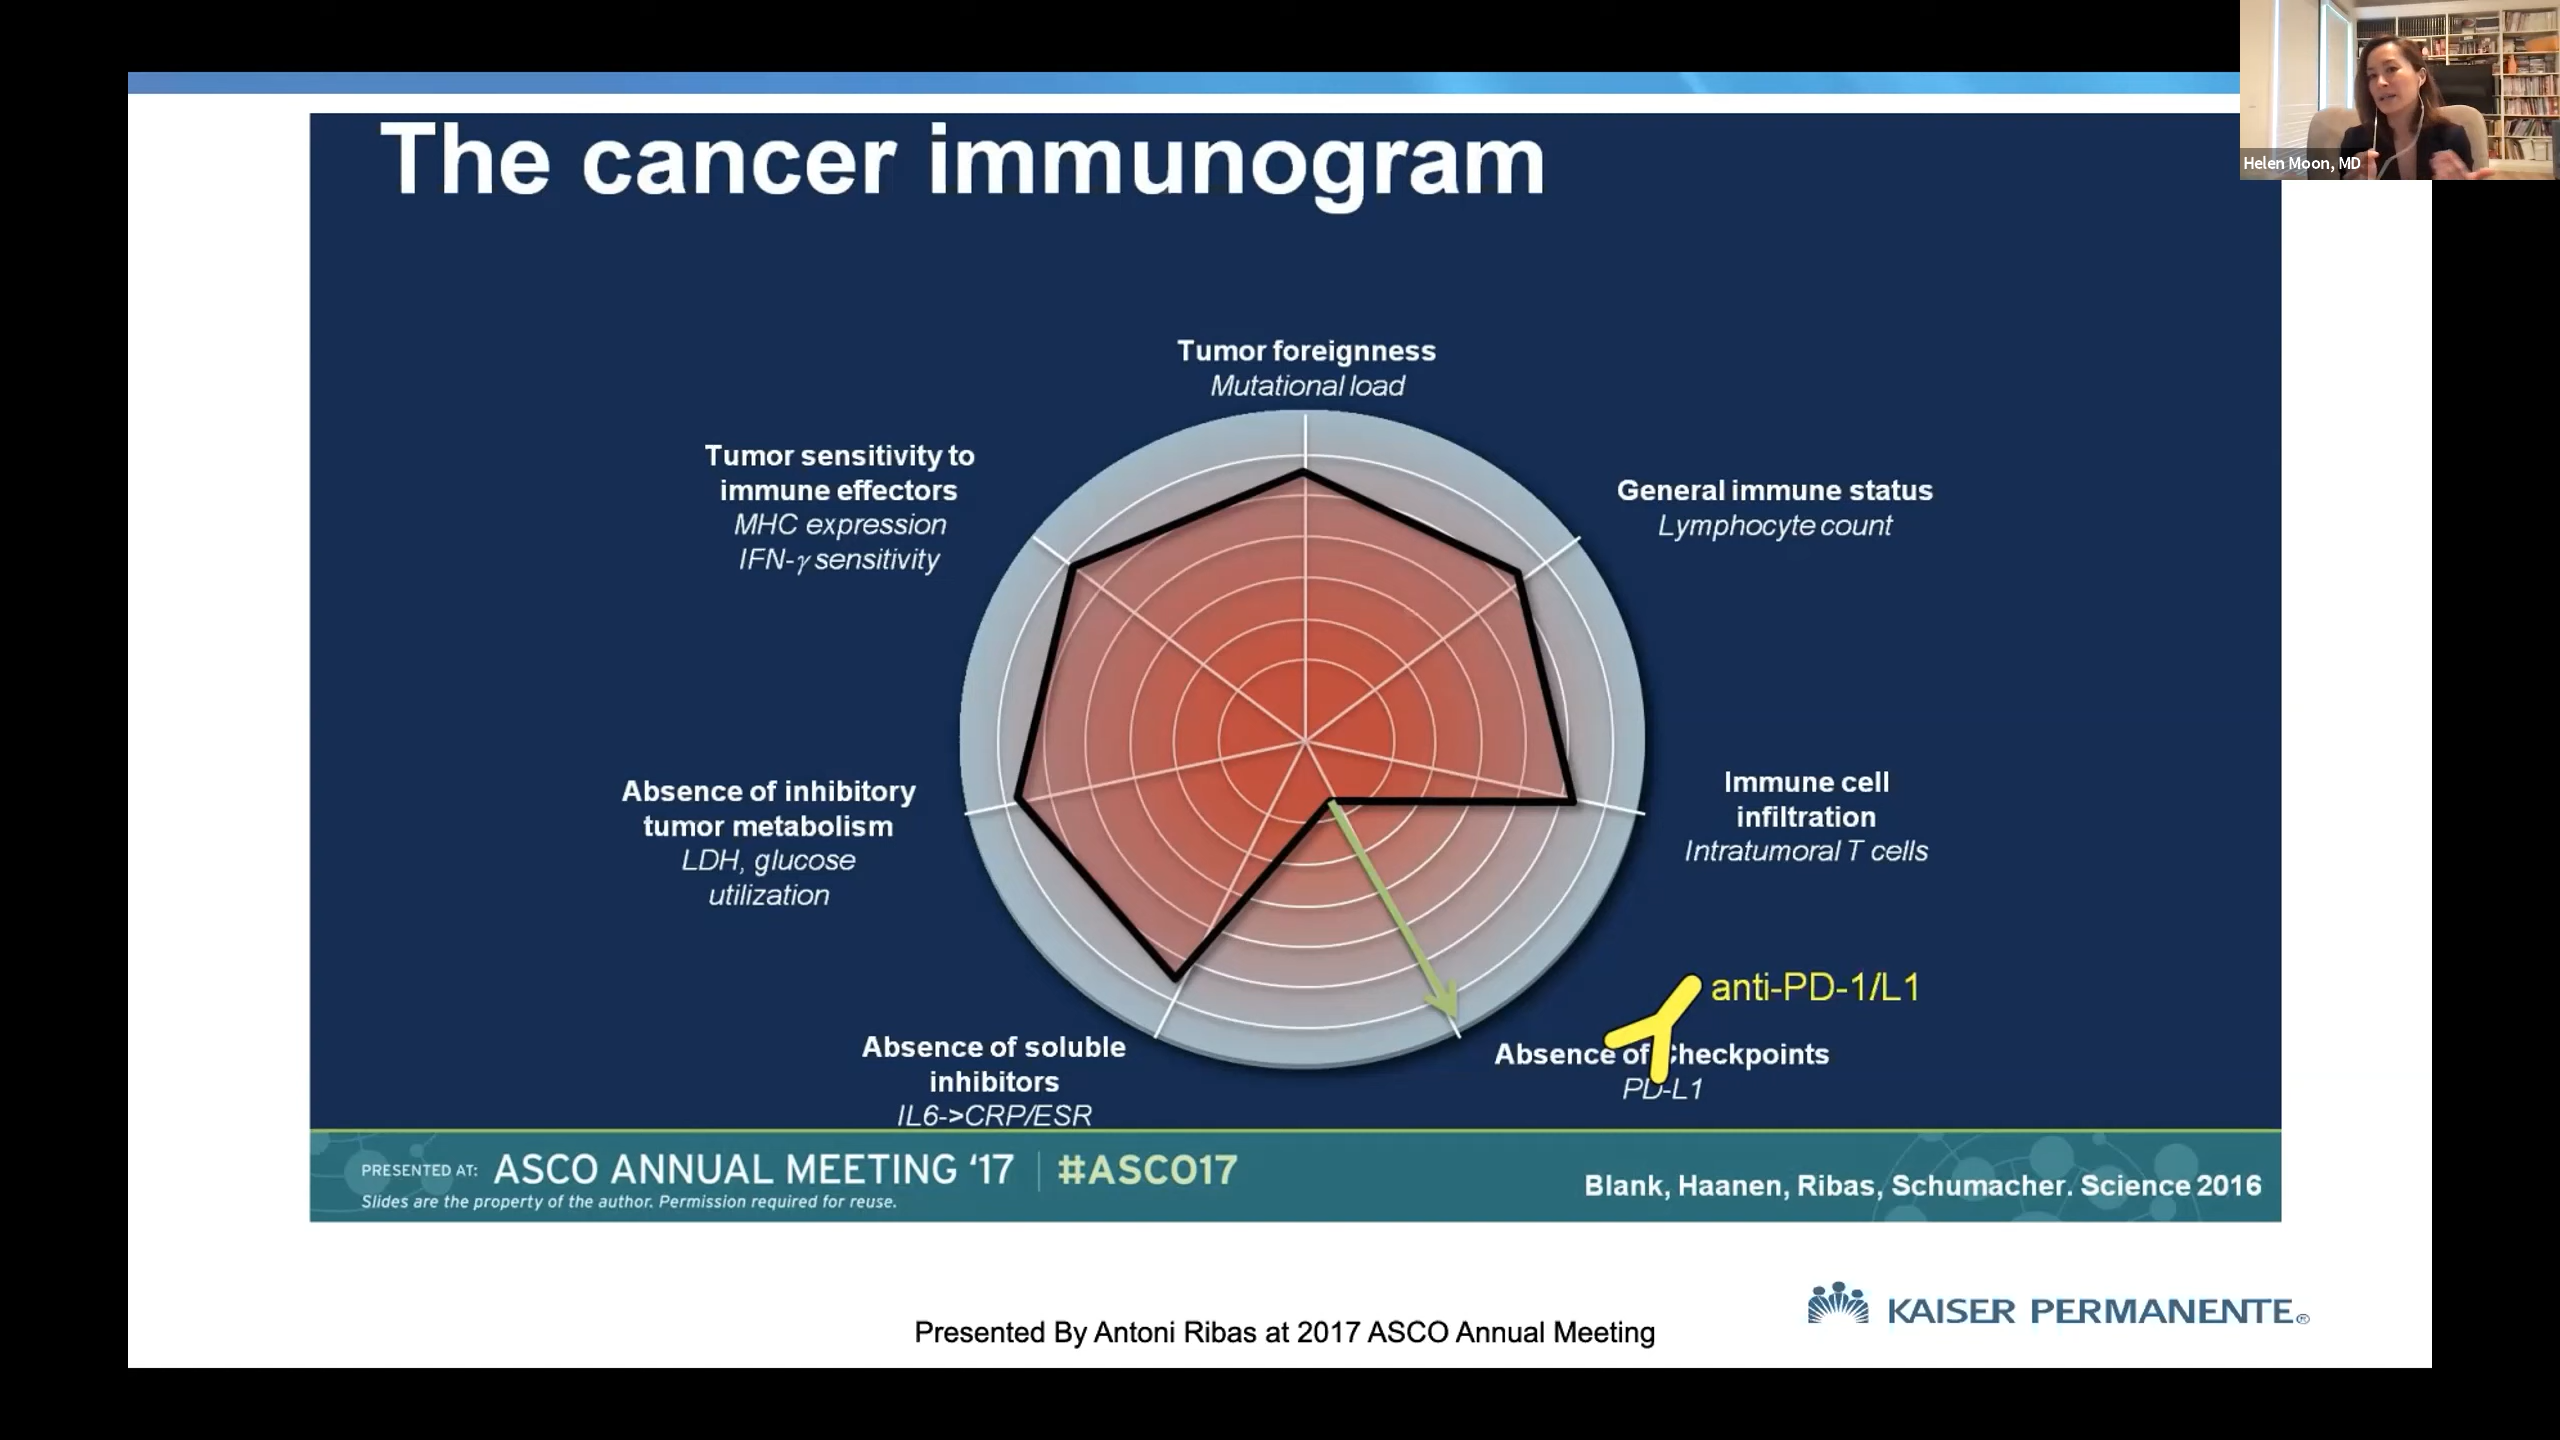 Helen Moon, MD
The cancer immunogram
Tumor foreignness
Mutational load
Tumor sensitivity to
immune effectors
MHC expression
IFN-γ sensitivity
General immune status
Lymphocyte count
Absence of inhibitory
tumor metabolism
LDH, glucose
utilization
Immune cell
infiltration
Intratumoral T cells
anti-PD-1/L1
Absence of soluble
inhibitors
IL6->CRP/ESR
Absence of Checkpoints
PD-L1
PRESENTED AT: ASCO ANNUAL MEETING ‘17 | #ASCO17
Slides are the property of the author. Permission required for reuse.
Blank, Haanen, Ribas, Schumacher. Science 2016
KAISER PERMANENTE®
Presented By Antoni Ribas at 2017 ASCO Annual Meeting